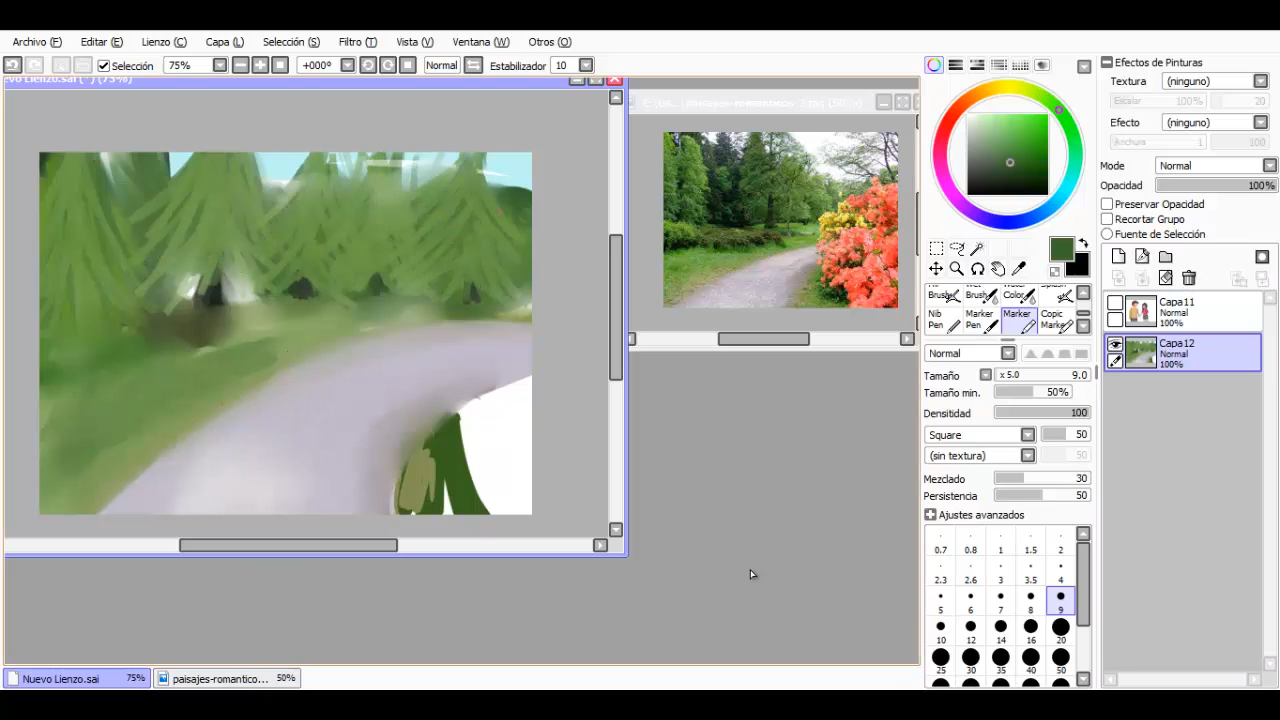 Archivo (F) Editar (E) Lienzo (C) Capa (L) Selección (S) Filtro (T) Vista (V) Ventana (W) Otros (O)
Selección 75% +000º Normal Estabilizador 10
Efectos de Pinturas
Textura (ninguno)
Escalar 100% 20
Efecto (ninguno)
Anchura 1 100
Modo Normal
Opacidad 100%
Preservar Opacidad
Recortar Grupo
Fuente de Selección
Capa11
Normal
100%
Capa12
Normal
100%
Brush Brush Color
Nib Pen Marker Pen Marker Copic Marke
Normal
Tamaño x 5.0 9.0
Tamaño min. 50%
Densitidad 100
Square 50
(sin textura) 50
Mezclado 30
Persistencia 50
Ajustes avanzados
0.7 0.8 1 1.5 2
2.3 2.6 3 3.5 4
5 6 7 8 9
10 12 14 16 20
25 30 35 40 50
Nuevo Lienzo.sai 75% paisajes-romantico... 50%